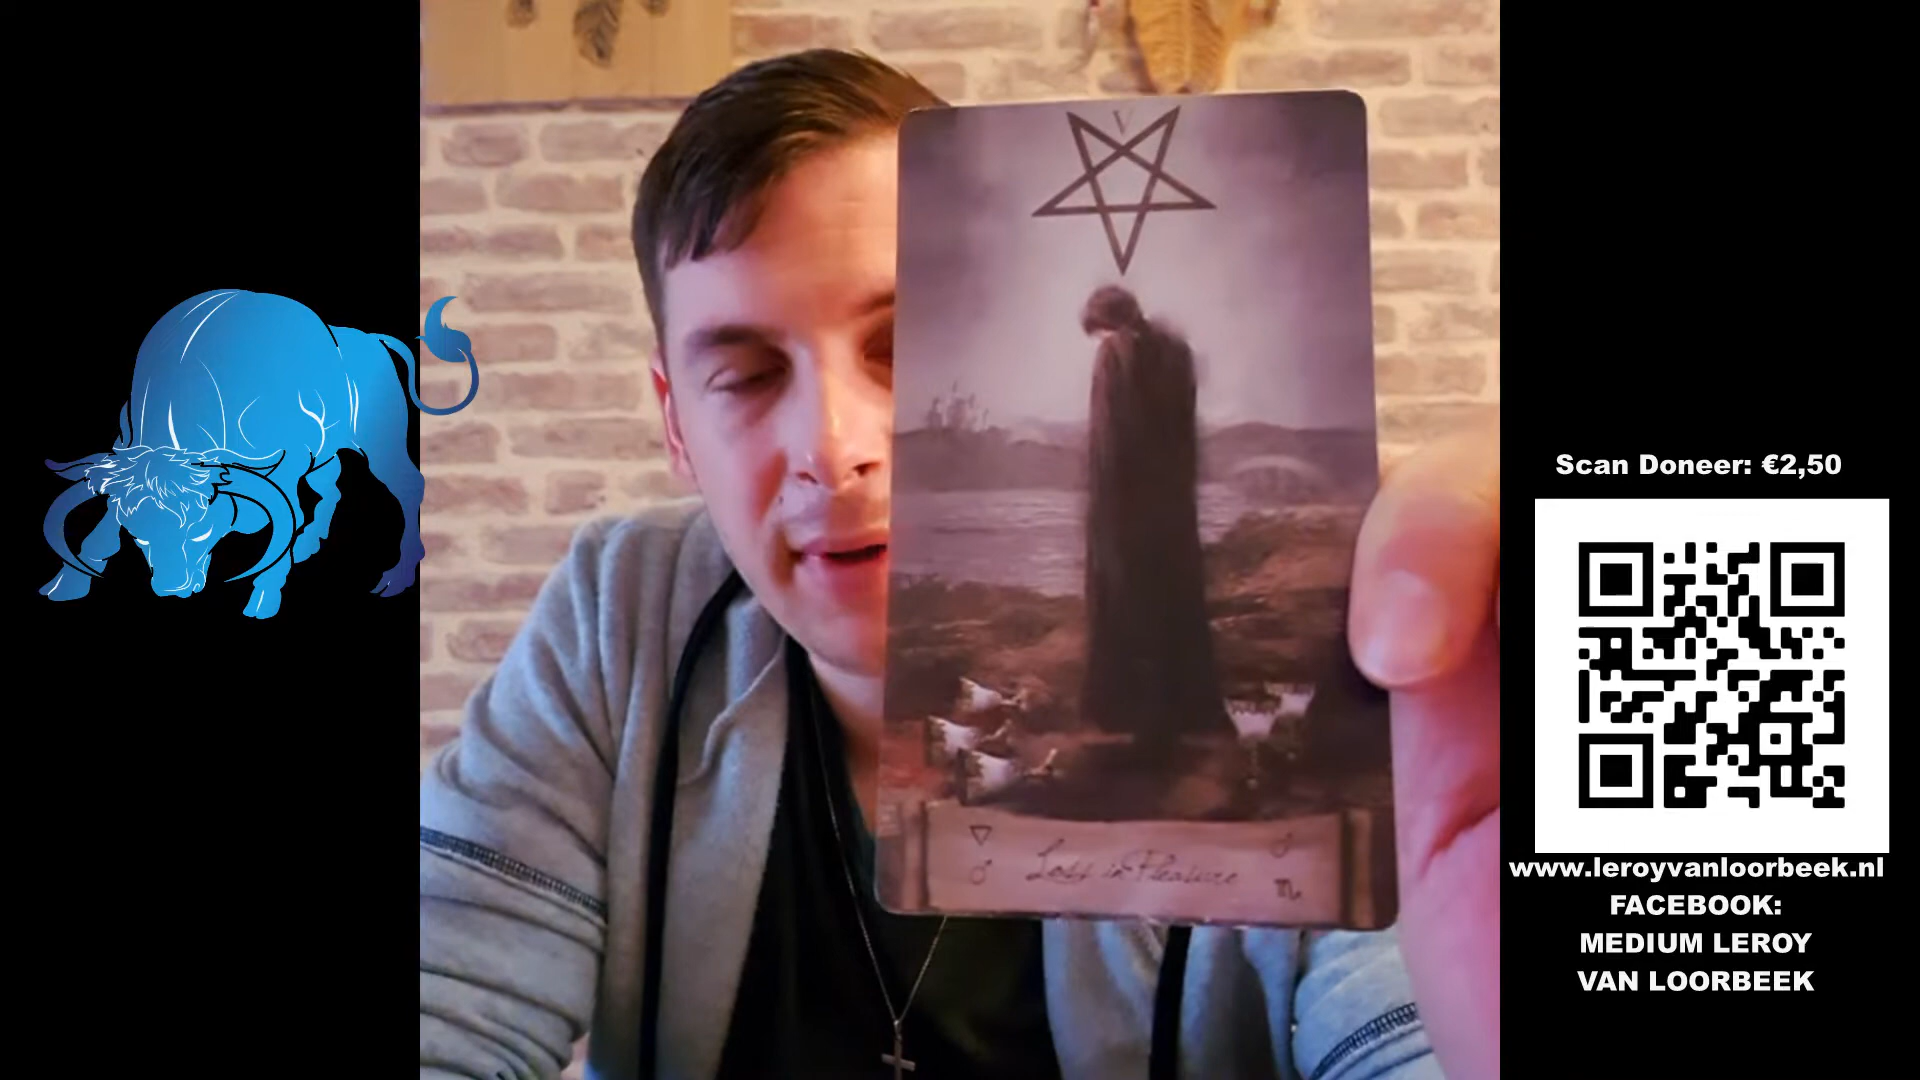 V
Loss in Pleasure
Scan Doneer: €2,50
www.leroyvanloorbeek.nl
FACEBOOK:
MEDIUM LEROY
VAN LOORBEEK